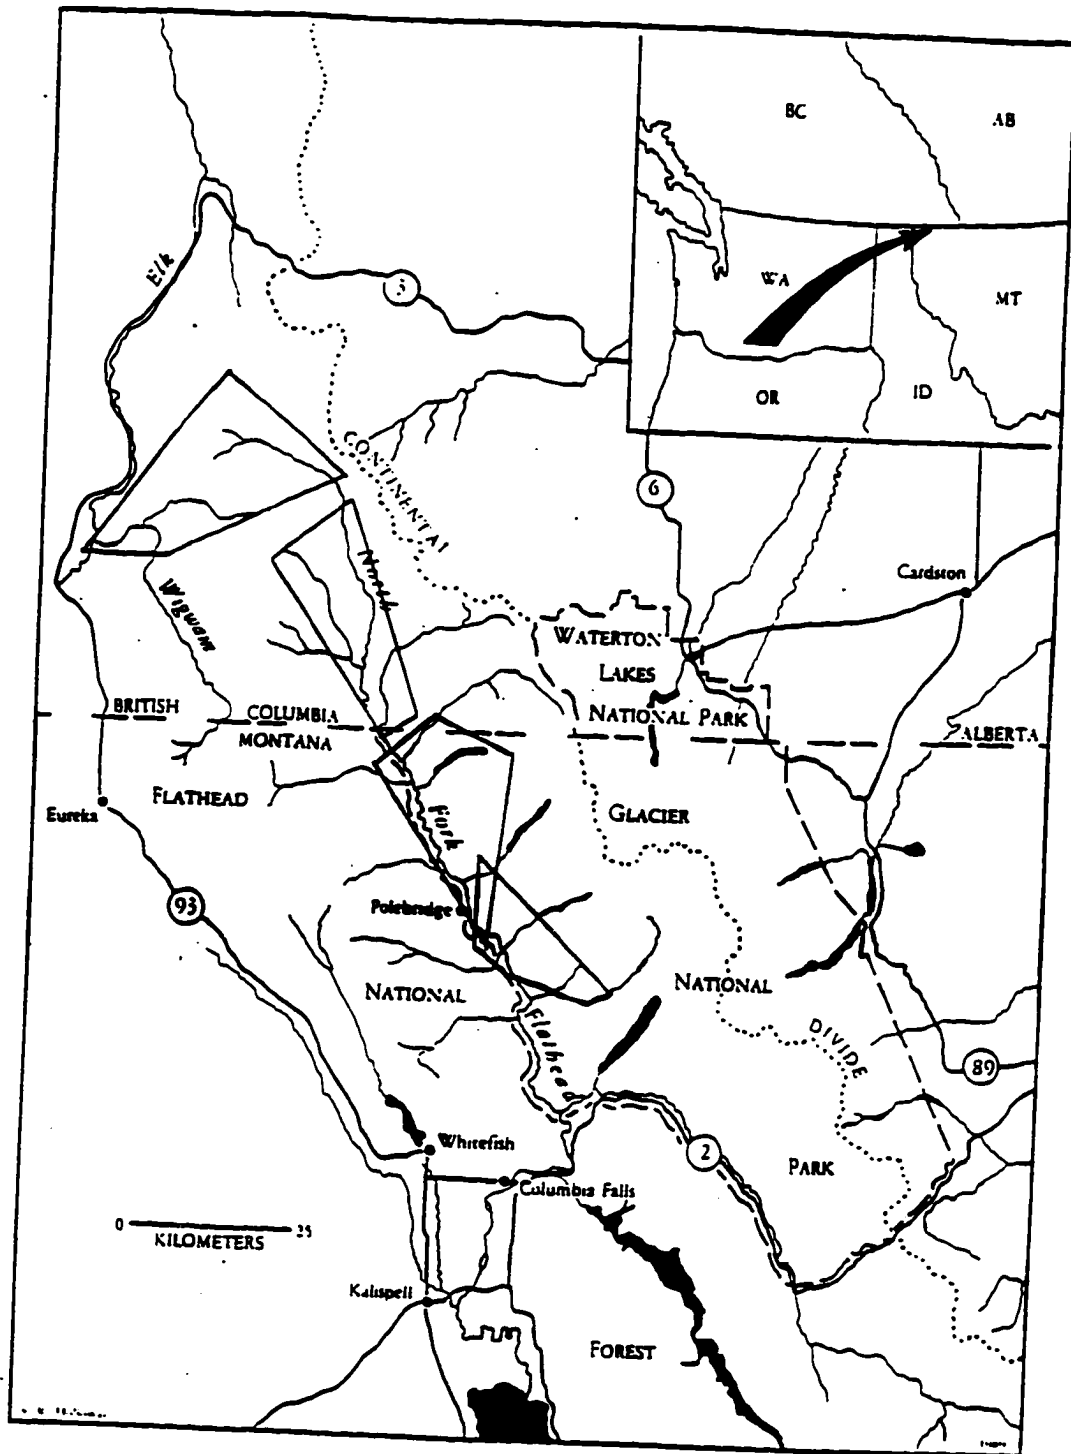 BC
AB
WA
MT
OR
ID
Elk
3
CONTINENTAL
6
North
Cardston
Wigwam
WATERTON
LAKES
NATIONAL PARK
BRITISH
COLUMBIA
MONTANA
ALBERTA
FLATHEAD
Eureka
Fork
GLACIER
93
Polebridge
NATIONAL
NATIONAL
Flathead
DIVIDE
89
Whitefish
2
PARK
Columbia Falls
0
25
KILOMETERS
Kalispell
FOREST